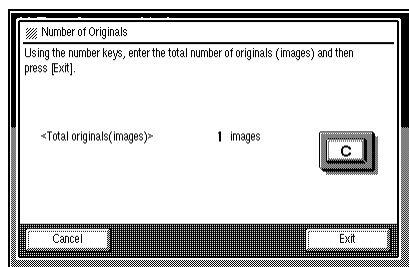 Number of Originals
Using the number keys, enter the total number of originals (images) and then
press [Exit].
<Total originals(images)> 1 images
C
Cancel Exit